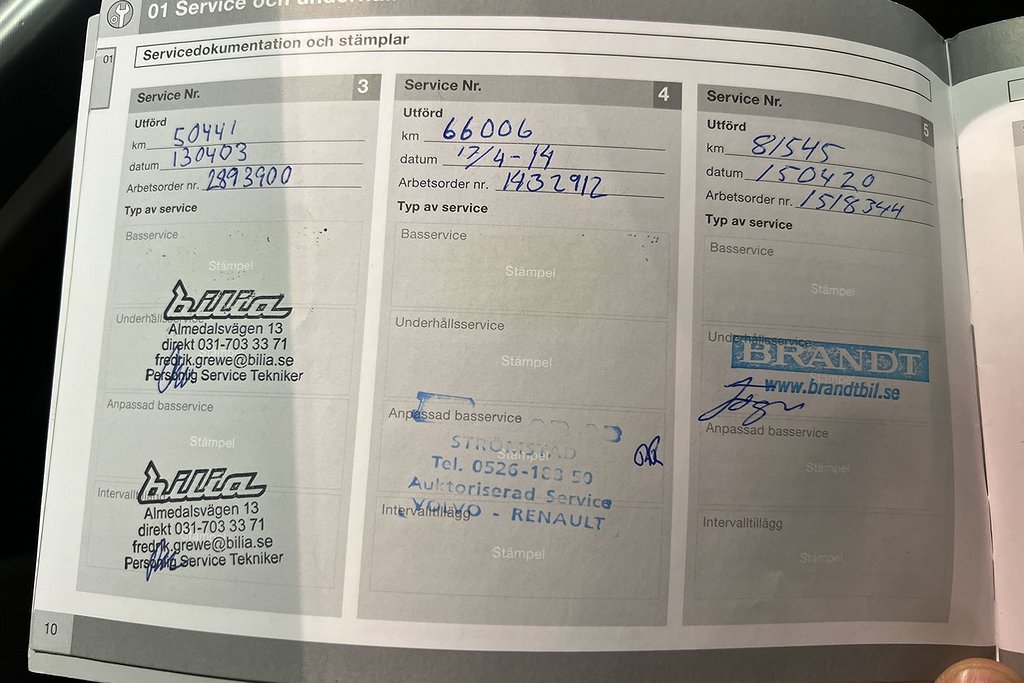 01 Service och
01
Servicedokumentation och stämplar
Service Nr. 3
Utförd
km 50441
datum 130403
Arbetsorder nr. 2893900
Typ av service
Basservice
Stämpel
bilia
Underhållsservice
Almedalsvägen 13
direkt 031-703 33 71
fredrik.grewe@bilia.se
Personlig Service Tekniker
Anpassad basservice
Stämpel
bilia
Intervalltillägg
Almedalsvägen 13
direkt 031-703 33 71
fredrik.grewe@bilia.se
Personlig Service Tekniker
Service Nr. 4
Utförd
km 66006
datum 17/4-14
Arbetsorder nr. 1432912
Typ av service
Basservice
Stämpel
Underhållsservice
Stämpel
Anpassad basservice
STRÖMSTAD
Stämpel
Tel. 0526-183 50
Auktoriserad Service
Intervalltillägg
VOLVO - RENAULT
Stämpel
Service Nr. 5
Utförd
km 81545
datum 150420
Arbetsorder nr. 1518344
Typ av service
Basservice
Stämpel
Underhållsservice
BRANDT
www.brandtbil.se
Anpassad basservice
Stämpel
Intervalltillägg
Stämpel
10